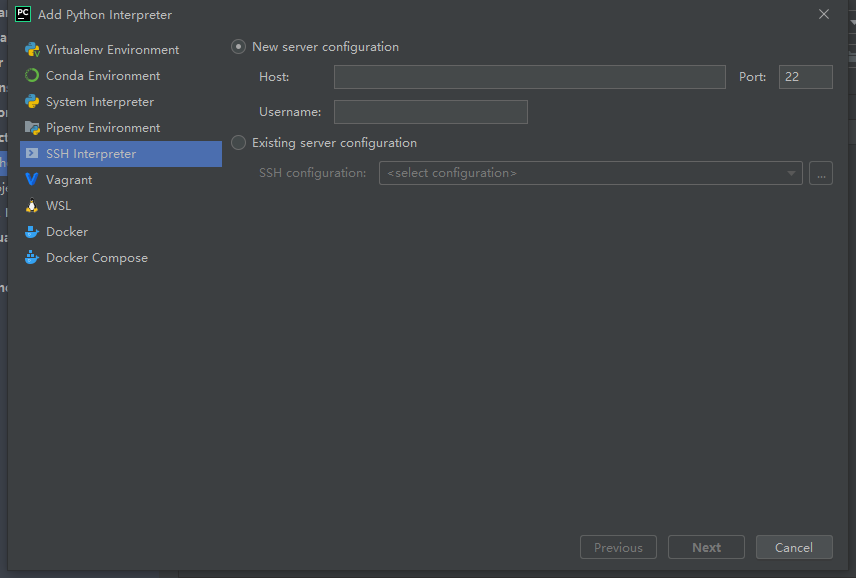 PC Add Python Interpreter
Virtualenv Environment
Conda Environment
System Interpreter
Pipenv Environment
SSH Interpreter
Vagrant
WSL
Docker
Docker Compose
New server configuration
Host: Port: 22
Username:
Existing server configuration
SSH configuration: <select configuration> ...
Previous Next Cancel